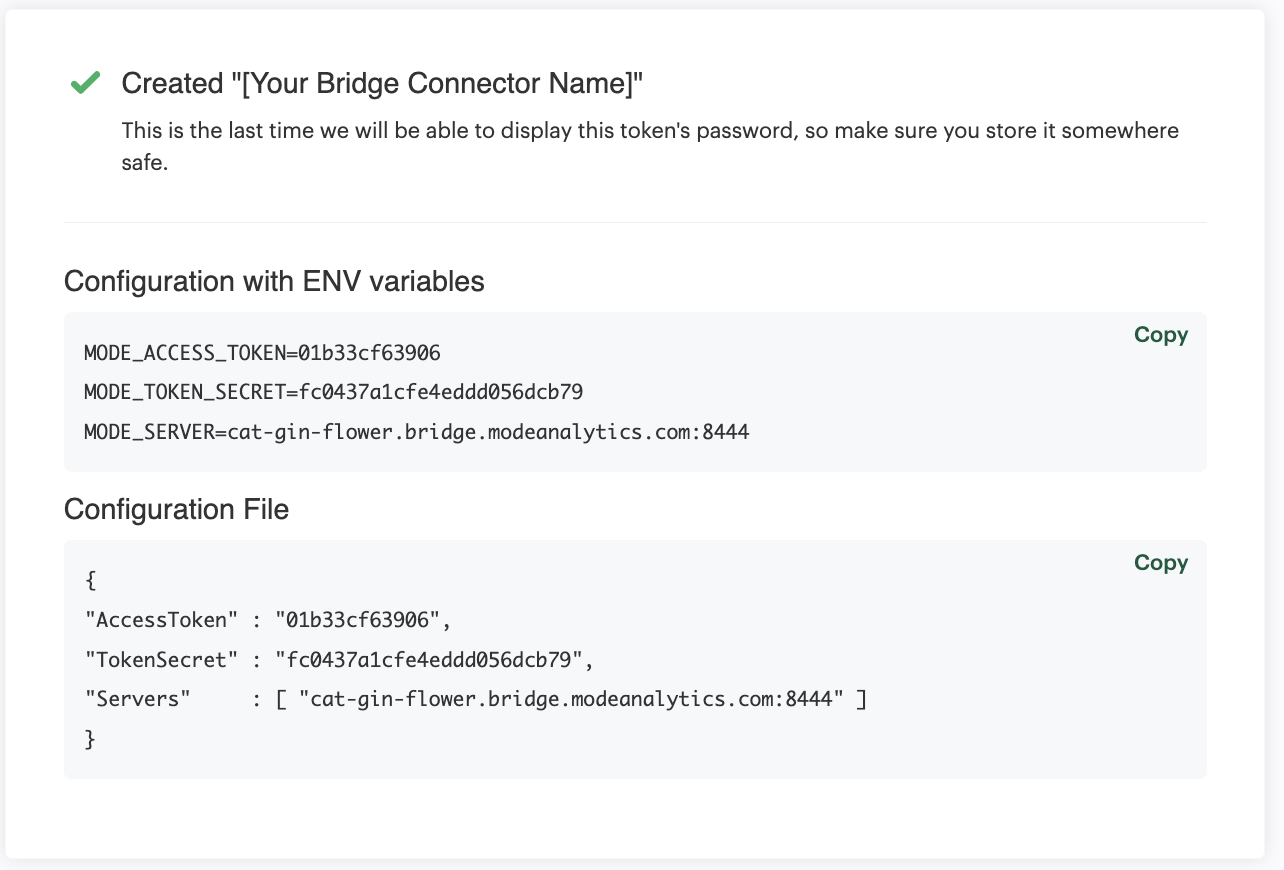 Created "[Your Bridge Connector Name]"
This is the last time we will be able to display this token's password, so make sure you store it somewhere
safe.
Configuration with ENV variables
Copy
MODE_ACCESS_TOKEN=01b33cf63906
MODE_TOKEN_SECRET=fc0437a1cfe4eddd056dcb79
MODE_SERVER=cat-gin-flower.bridge.modeanalytics.com:8444
Configuration File
Copy
{
"AccessToken" : "01b33cf63906",
"TokenSecret" : "fc0437a1cfe4eddd056dcb79",
"Servers"     : [ "cat-gin-flower.bridge.modeanalytics.com:8444" ]
}